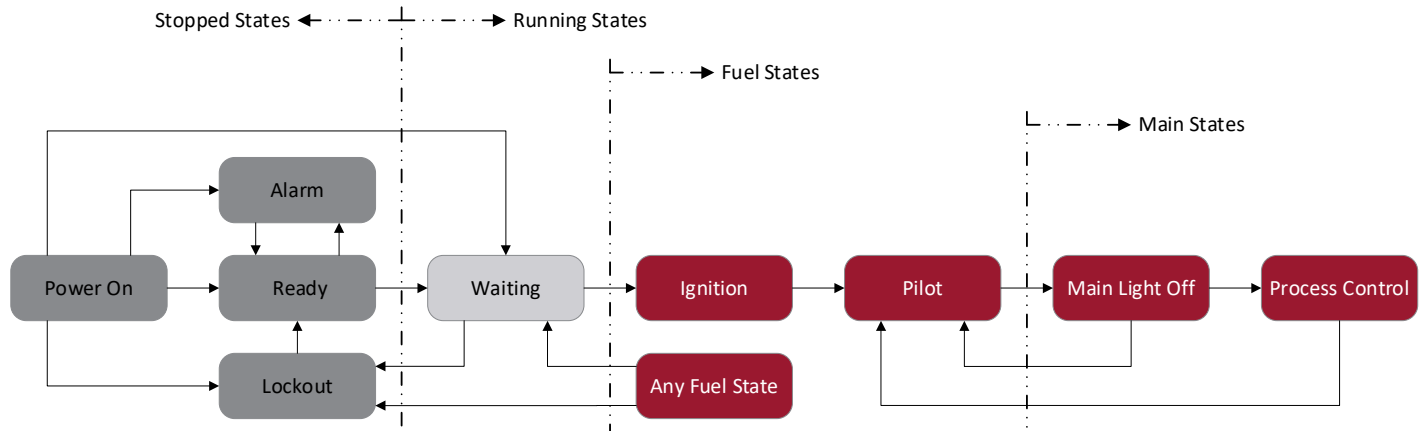 Stopped States
Running States
Fuel States
Main States
Alarm
Power On
Ready
Waiting
Ignition
Pilot
Main Light Off
Process Control
Lockout
Any Fuel State